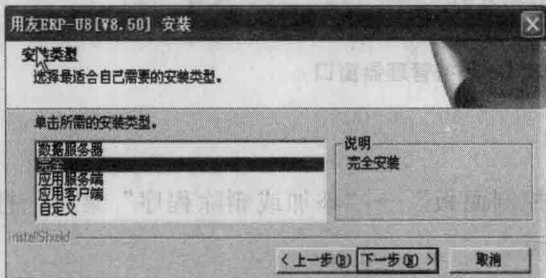 用友ERP-U8[V8.50] 安装
安装类型
选择最适合自己需要的安装类型。
单击所需的安装类型。
数据服务器
应用服务端
应用客户端
自定义
说明
完全安装
InstallShield
< 上一步(B)
下一步(N) >
取消